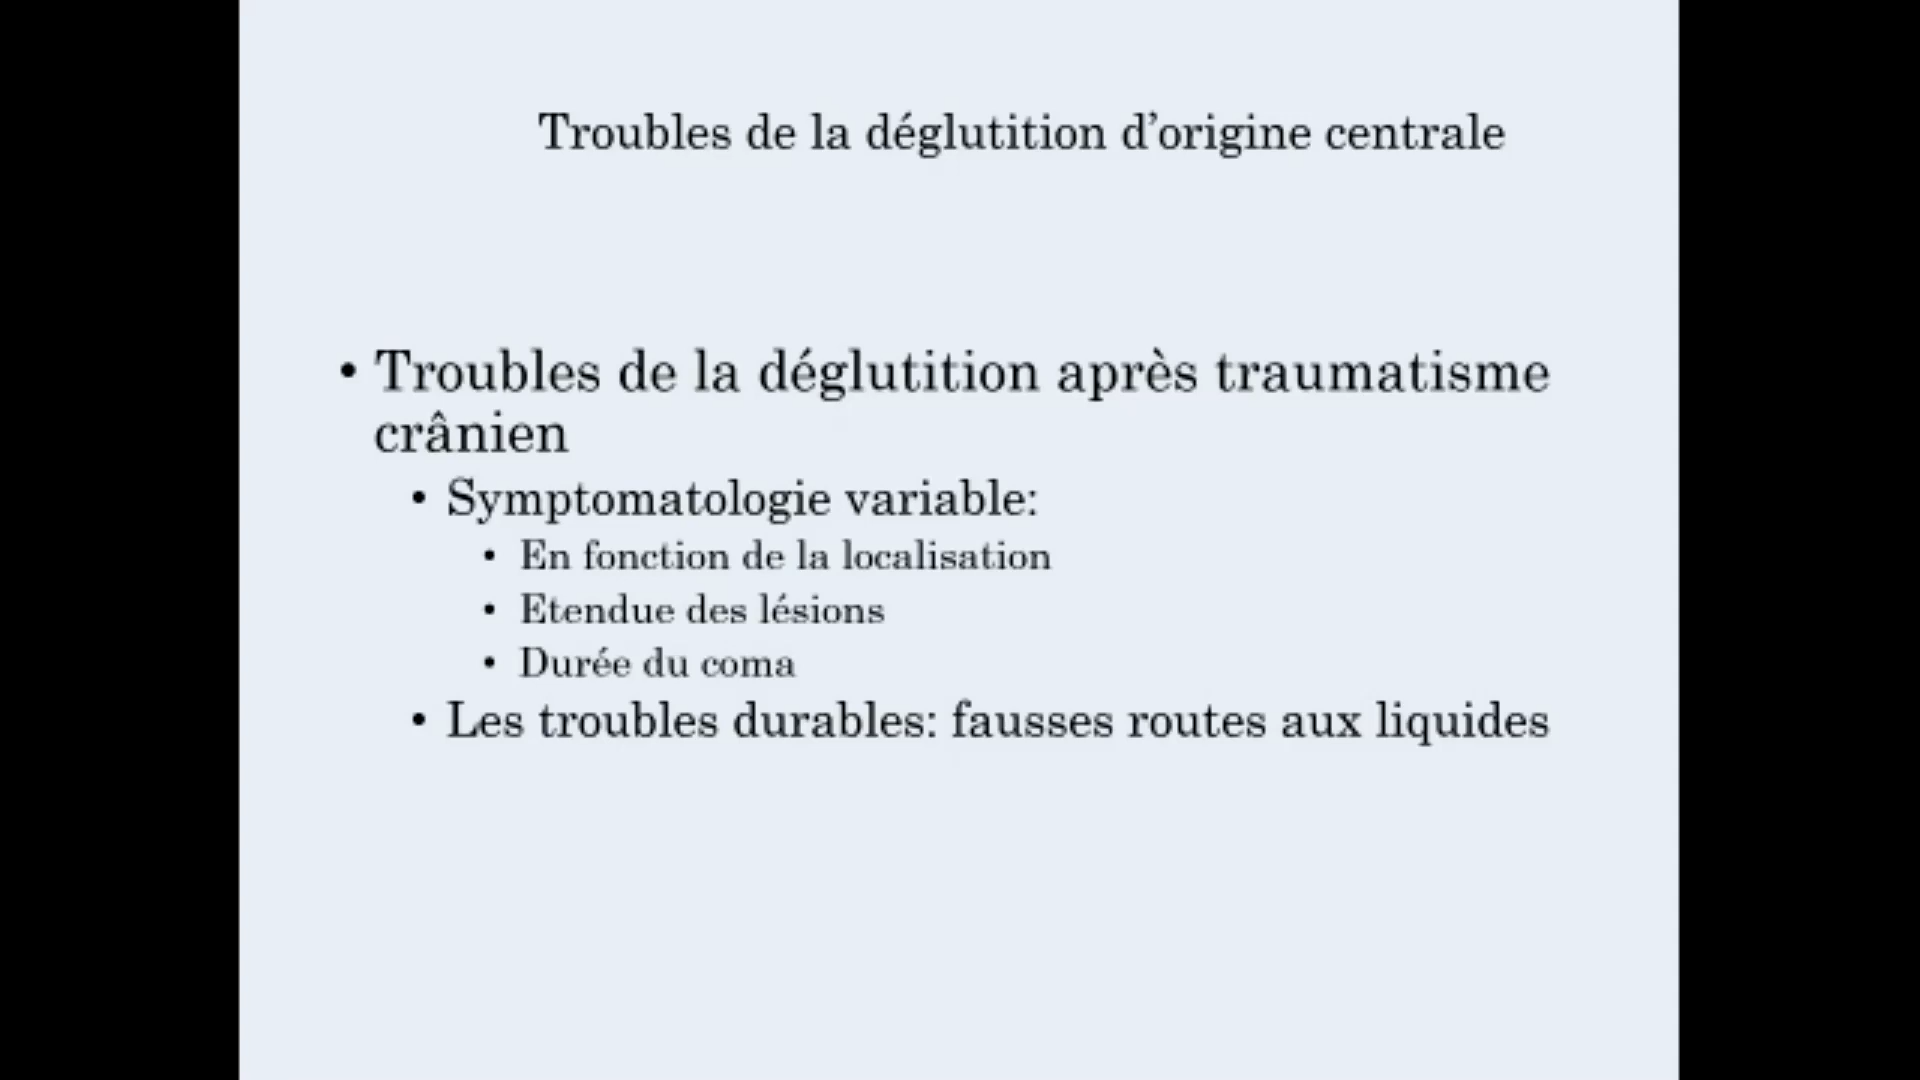 Troubles de la déglutition d’origine centrale
• Troubles de la déglutition après traumatisme
crânien
• Symptomatologie variable:
• En fonction de la localisation
• Etendue des lésions
• Durée du coma
• Les troubles durables: fausses routes aux liquides